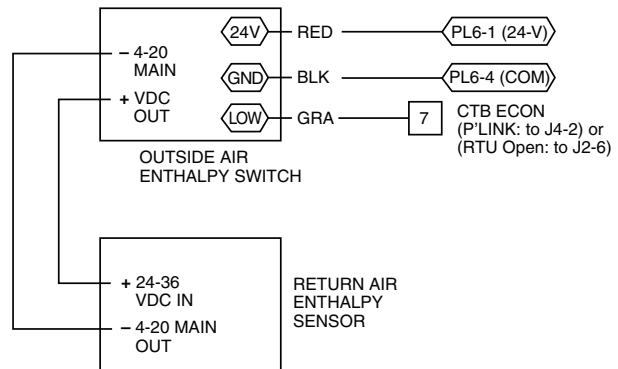 24V RED PL6-1 (24-V)
– 4-20
MAIN
GND BLK PL6-4 (COM)
+ VDC
OUT
LOW GRA 7 CTB ECON
(P'LINK: to J4-2) or
(RTU Open: to J2-6)
OUTSIDE AIR
ENTHALPY SWITCH
+ 24-36
VDC IN
– 4-20 MAIN
OUT
RETURN AIR
ENTHALPY
SENSOR